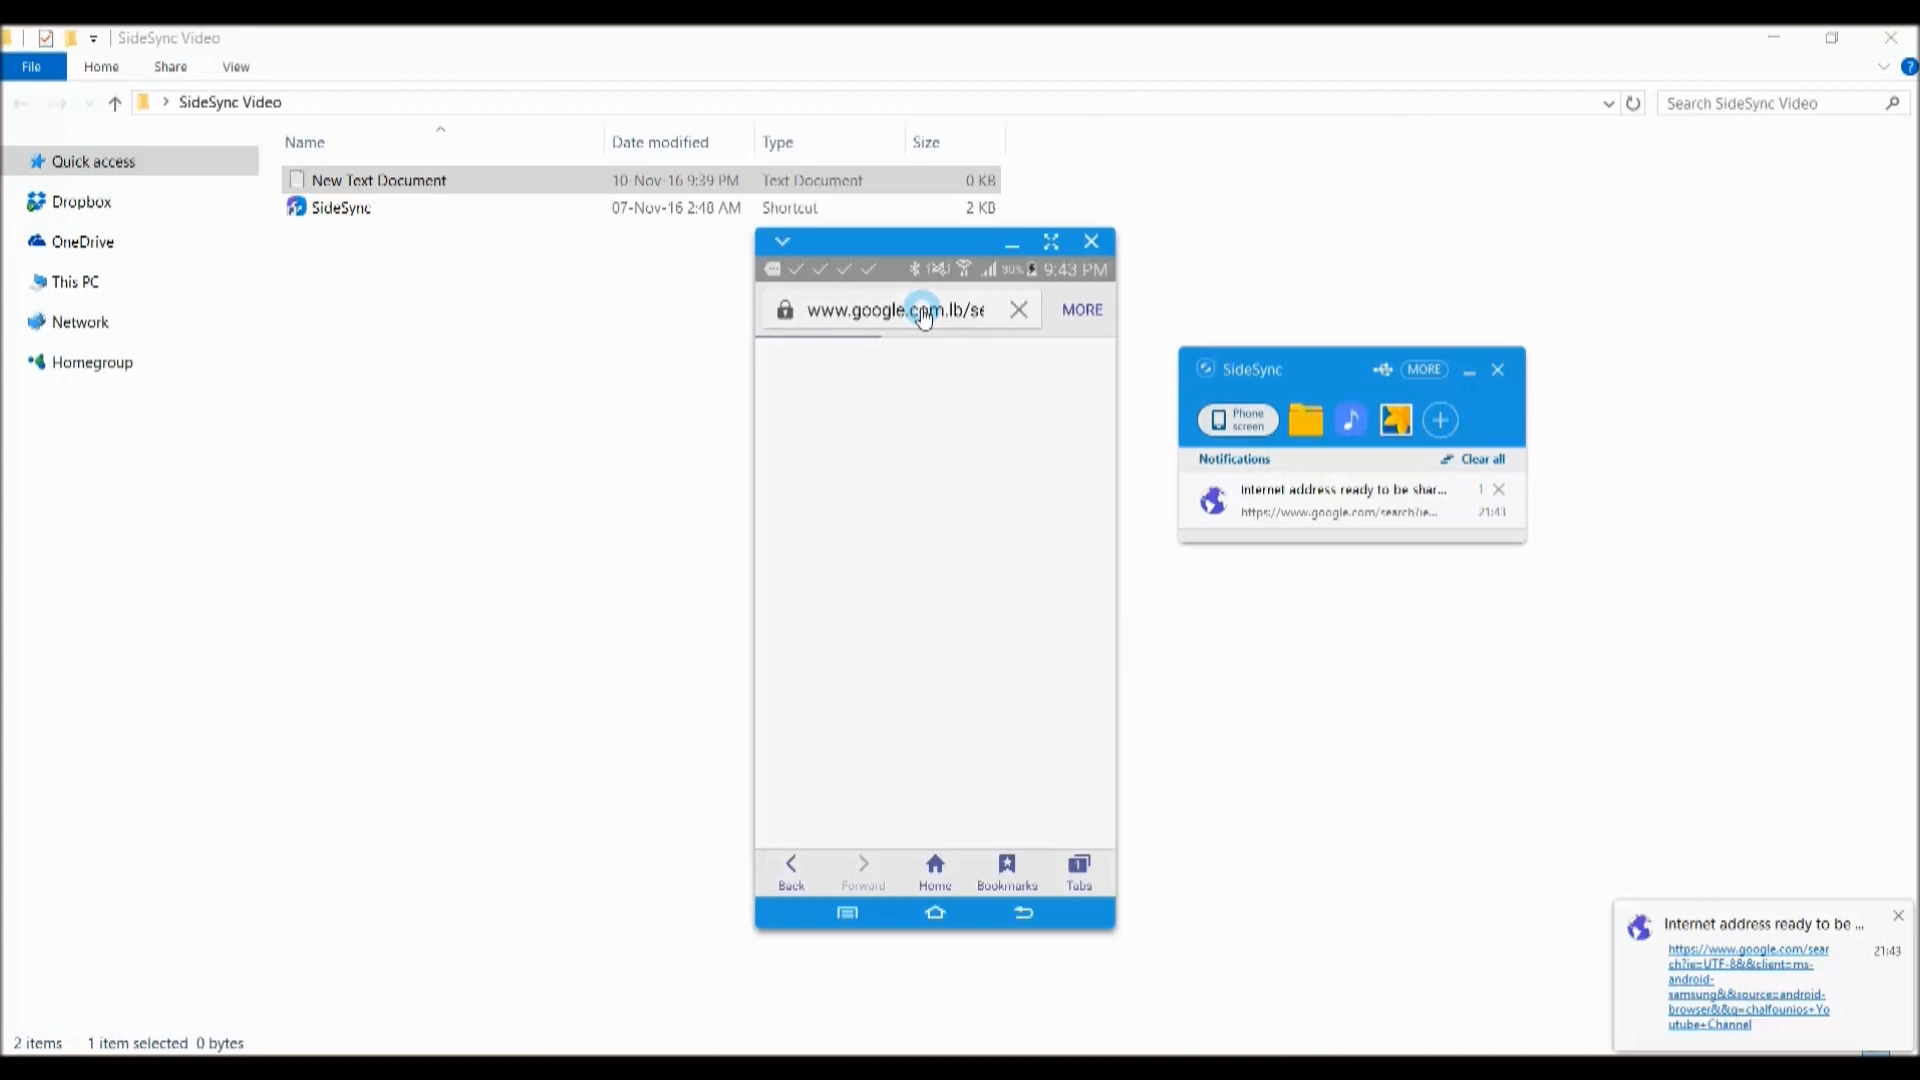 SideSync Video
File
Home
Share
View
SideSync Video
Search SideSync Video
Name
Date modified
Type
Size
Quick access
Dropbox
OneDrive
This PC
Network
Homegroup
New Text Document
10-Nov-16 9:39 PM
Text Document
0 KB
SideSync
07-Nov-16 2:48 AM
Shortcut
2 KB
90%
9:43 PM
www.google.com.lb/se
MORE
Back
Forward
Home
Bookmarks
1
Tabs
SideSync
MORE
Phone
screen
Notifications
Clear all
Internet address ready to be shar...
1
https://www.google.com/search?ie...
21:43
Internet address ready to be ...
https://www.google.com/sear
21:43
ch?ie=UTF-8&&client=ms-
android-
samsung&&source=android-
browser&&q=chalfounios+Yo
utube+Channel
2 items
1 item selected 0 bytes